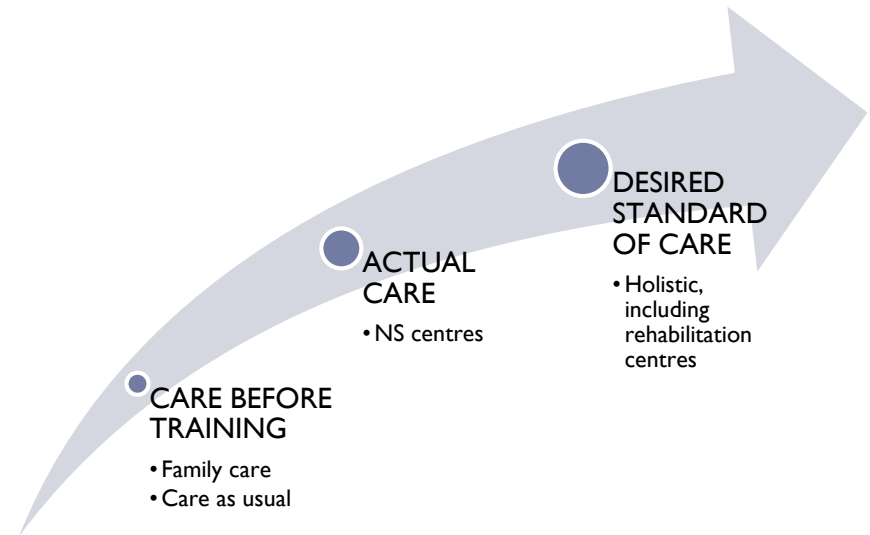 CARE BEFORE
TRAINING
• Family care
• Care as usual
ACTUAL
CARE
• NS centres
DESIRED
STANDARD
OF CARE
• Holistic,
including
rehabilitation
centres